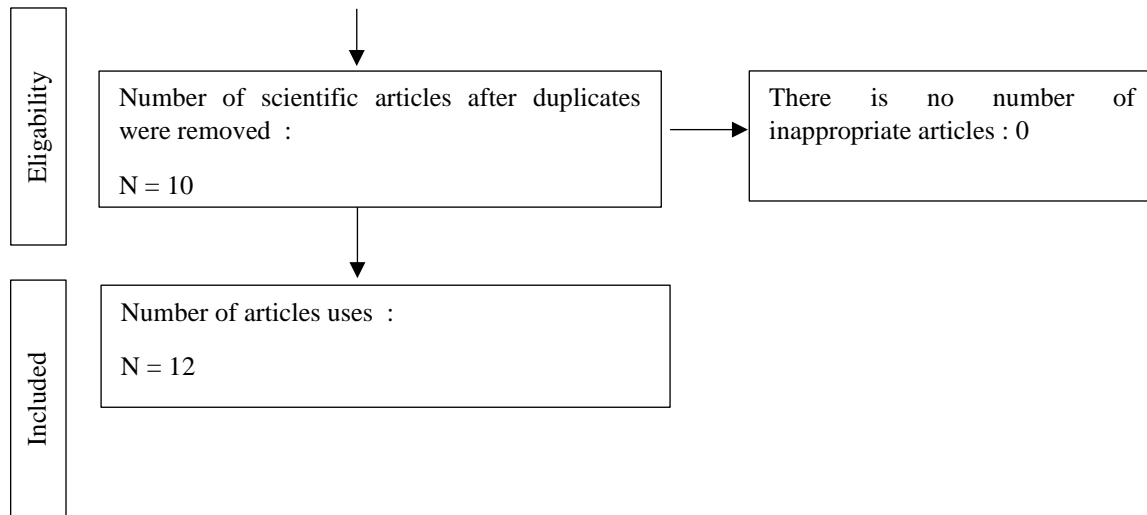 Eligability
Number of scientific articles after duplicates
were removed :
N = 10
There is no number of
inappropriate articles : 0
Included
Number of articles uses :
N = 12